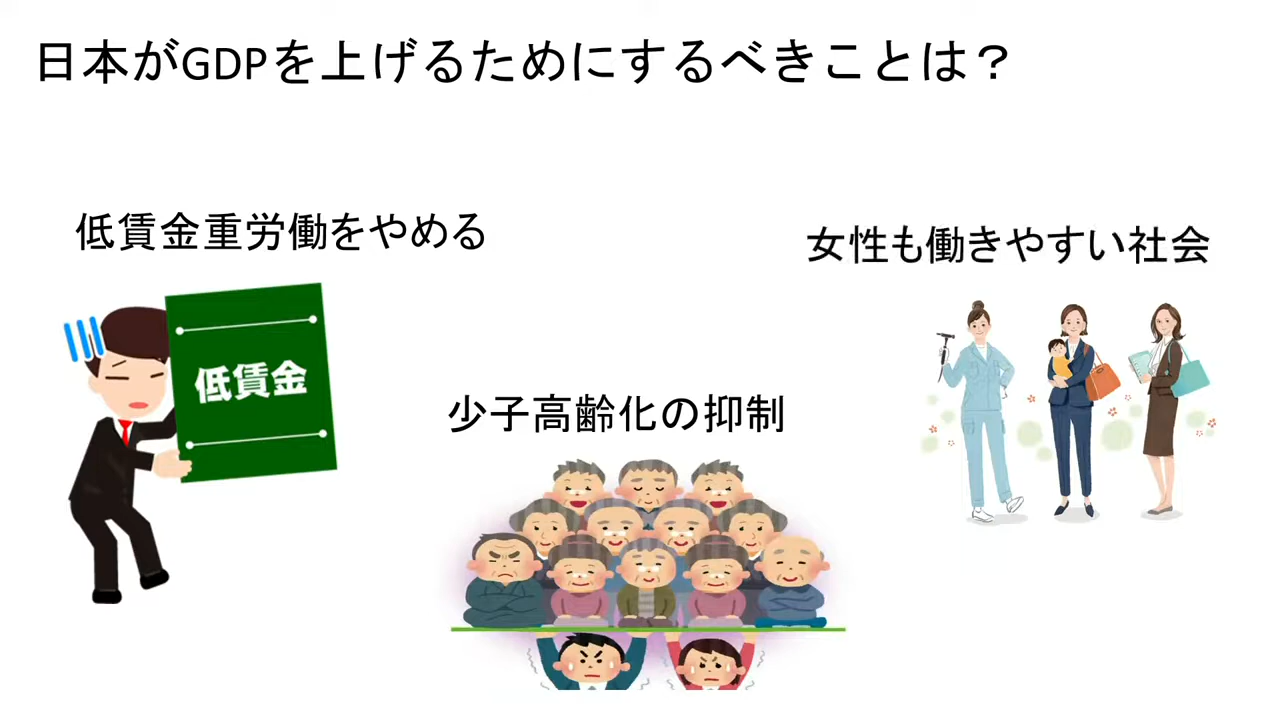 日本がGDPを上げるためにするべきことは？
低賃金重労働をやめる
女性も働きやすい社会
低賃金
少子高齢化の抑制